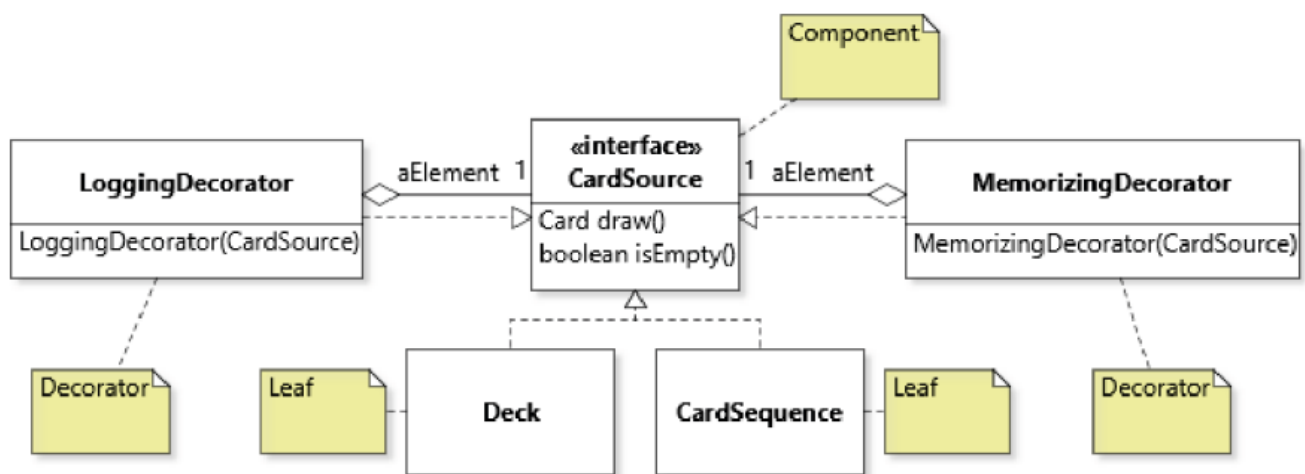 Component
«interface»
CardSource
Card draw()
boolean isEmpty()
LoggingDecorator
LoggingDecorator(CardSource)
aElement 1
1 aElement
MemorizingDecorator
MemorizingDecorator(CardSource)
Decorator
Leaf
Deck
CardSequence
Leaf
Decorator